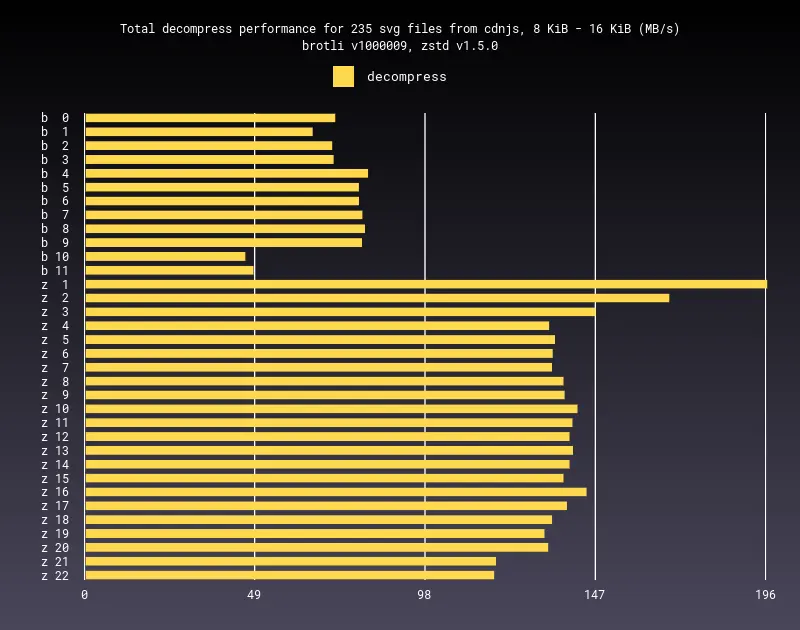 Total decompress performance for 235 svg files from cdnjs, 8 KiB - 16 KiB (MB/s)
brotli v1000009, zstd v1.5.0
decompress
b 0
b 1
b 2
b 3
b 4
b 5
b 6
b 7
b 8
b 9
b 10
b 11
z 1
z 2
z 3
z 4
z 5
z 6
z 7
z 8
z 9
z 10
z 11
z 12
z 13
z 14
z 15
z 16
z 17
z 18
z 19
z 20
z 21
z 22
0 49 98 147 196